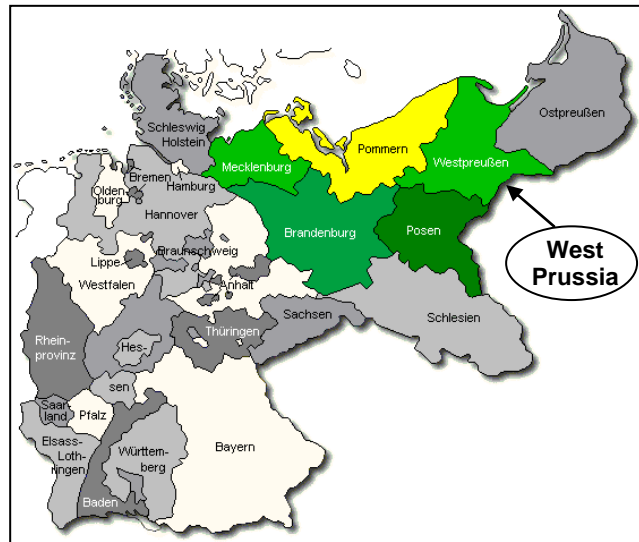 Ostpreußen
Schleswig
Holstein
Pommern
Westpreußen
Mecklenburg
Bremen
Hamburg
Olden-
burg
Hannover
Brandenburg
Posen
West
Prussia
Braunschweig
Lippe
Westfalen
Anhalt
Schlesien
Sachsen
Thüringen
Rhein-
provinz
Hes-
sen
Saar-
land
Pfalz
Elsass-
Loth-
ringen
Württem-
berg
Bayern
Baden